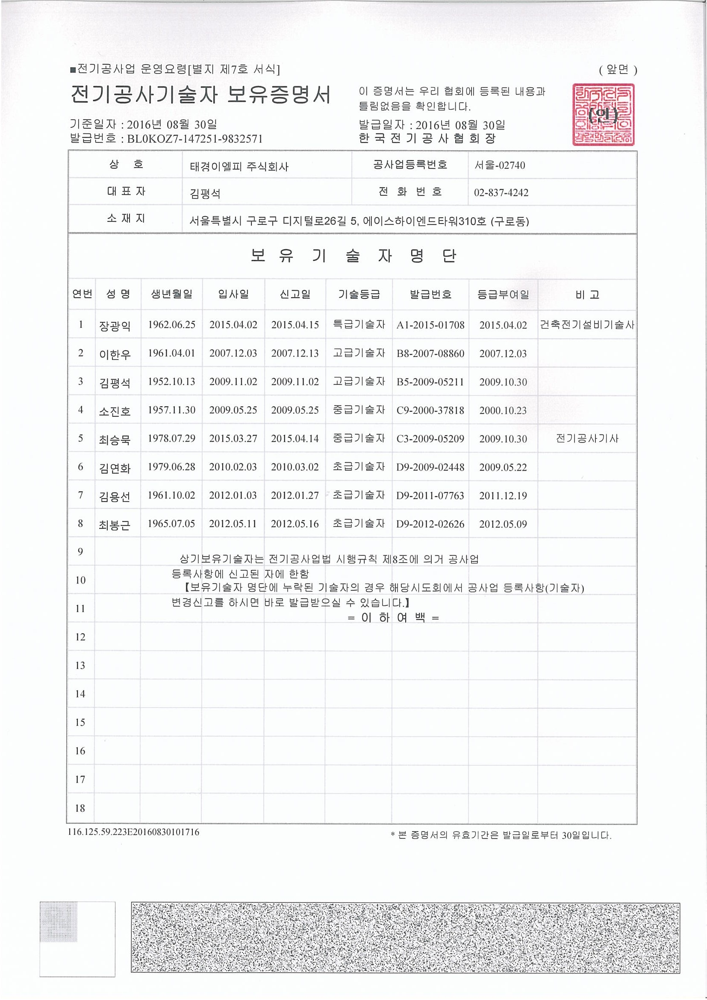 ■전기공사업 운영요령[별지 제7호 서식]
( 앞면 )
전기공사기술자 보유증명서
이 증명서는 우리 협회에 등록된 내용과
틀림없음을 확인합니다.
기준일자 : 2016년 08월 30일
발급일자 : 2016년 08월 30일
발급번호 : BL0KOZ7-147251-9832571
한 국 전 기 공 사 협 회 장
(인)
상 호 태경이엘피 주식회사 공사업등록번호 서울-02740
대 표 자 김평석 전 화 번 호 02-837-4242
소 재 지 서울특별시 구로구 디지털로26길 5, 에이스하이엔드타워310호 (구로동)
보 유 기 술 자 명 단
연번 성 명 생년월일 입사일 신고일 기술등급 발급번호 등급부여일 비 고
1 장광익 1962.06.25 2015.04.02 2015.04.15 특급기술자 A1-2015-01708 2015.04.02 건축전기설비기술사
2 이한우 1961.04.01 2007.12.03 2007.12.13 고급기술자 B8-2007-08860 2007.12.03
3 김평석 1952.10.13 2009.11.02 2009.11.02 고급기술자 B5-2009-05211 2009.10.30
4 소진호 1957.11.30 2009.05.25 2009.05.25 중급기술자 C9-2000-37818 2000.10.23
5 최승묵 1978.07.29 2015.03.27 2015.04.14 중급기술자 C3-2009-05209 2009.10.30 전기공사기사
6 김연화 1979.06.28 2010.02.03 2010.03.02 초급기술자 D9-2009-02448 2009.05.22
7 김용선 1961.10.02 2012.01.03 2012.01.27 초급기술자 D9-2011-07763 2011.12.19
8 최봉근 1965.07.05 2012.05.11 2012.05.16 초급기술자 D9-2012-02626 2012.05.09
9
상기보유기술자는 전기공사업법 시행규칙 제8조에 의거 공사업
등록사항에 신고된 자에 한함
10
【보유기술자 명단에 누락된 기술자의 경우 해당시도회에서 공사업 등록사항(기술자)
변경신고를 하시면 바로 발급받으실 수 있습니다.】
11
= 이 하 여 백 =
12
13
14
15
16
17
18
116.125.59.223E20160830101716
* 본 증명서의 유효기간은 발급일로부터 30일입니다.